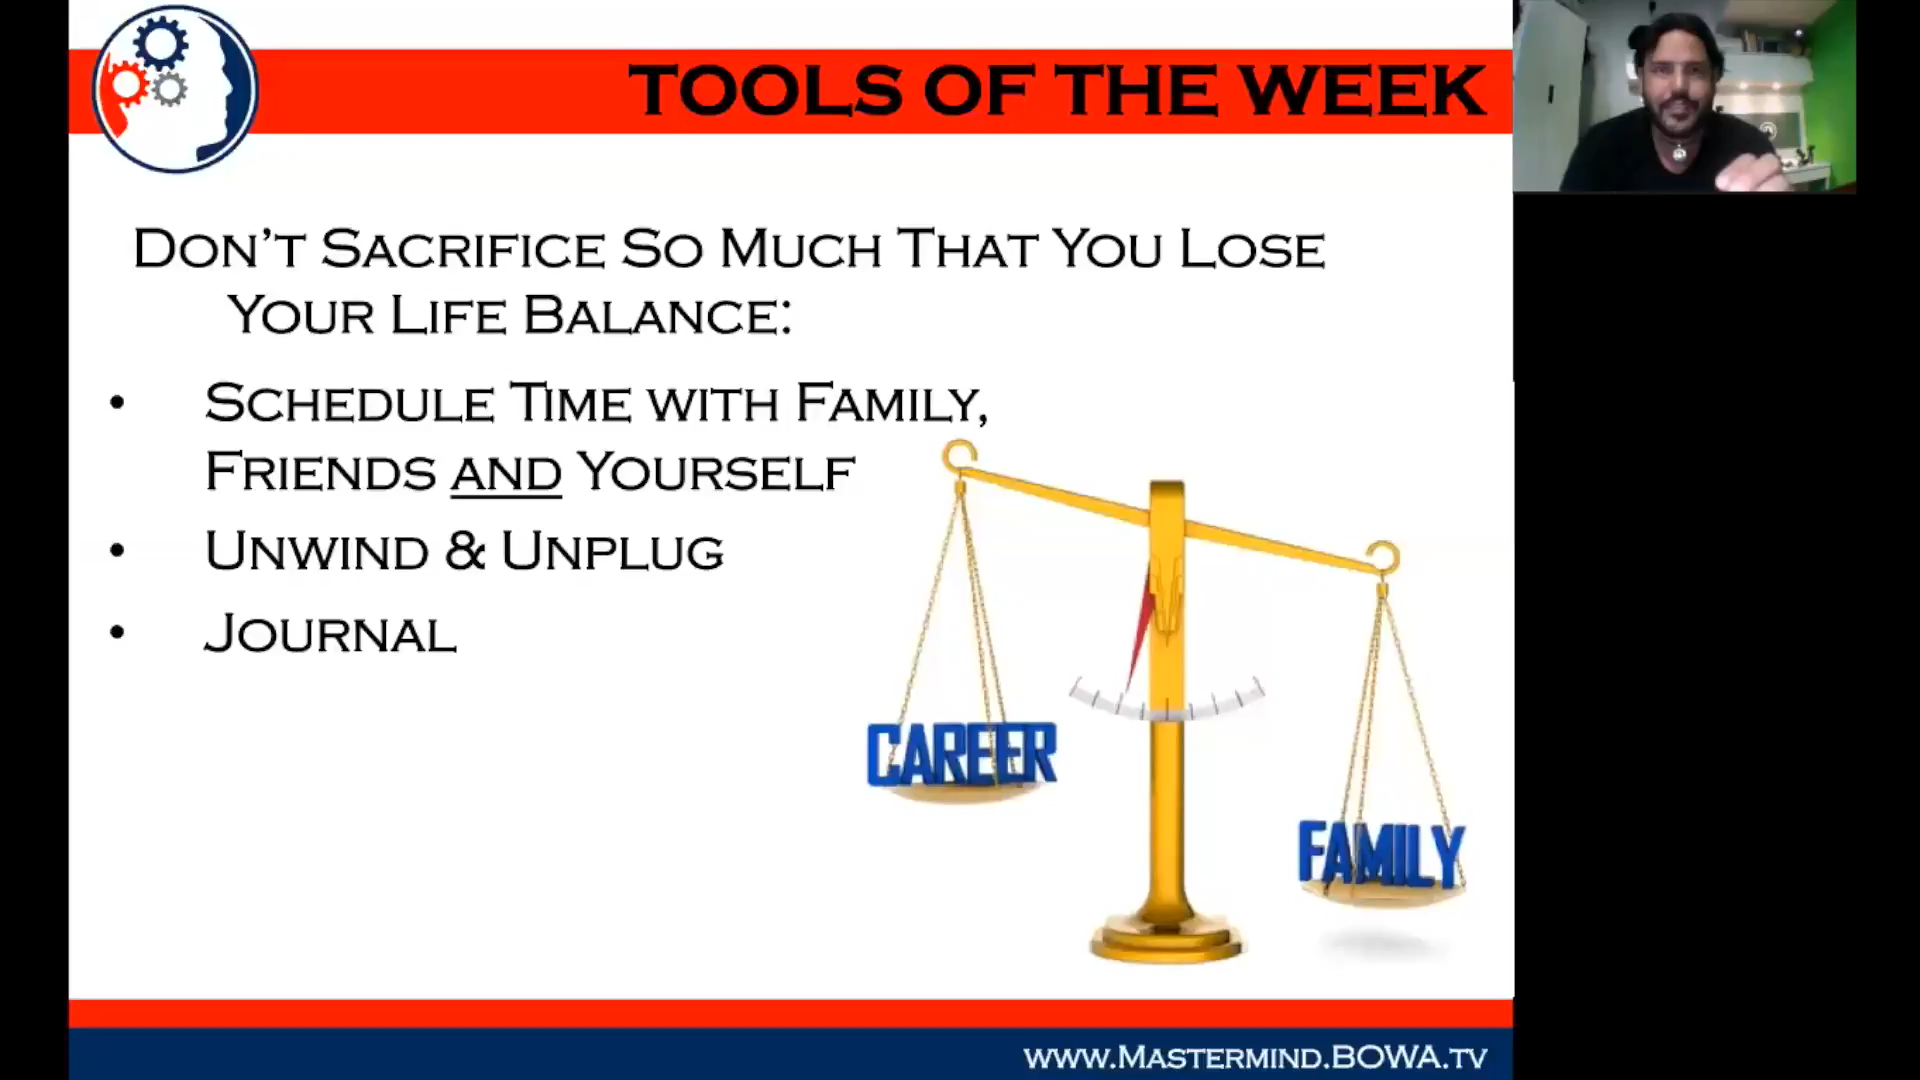 TOOLS OF THE WEEK
DON'T SACRIFICE SO MUCH THAT YOU LOSE
YOUR LIFE BALANCE:
• SCHEDULE TIME WITH FAMILY,
FRIENDS AND YOURSELF
• UNWIND & UNPLUG
• JOURNAL
CAREER
FAMILY
WWW.MASTERMIND.BOWA.TV